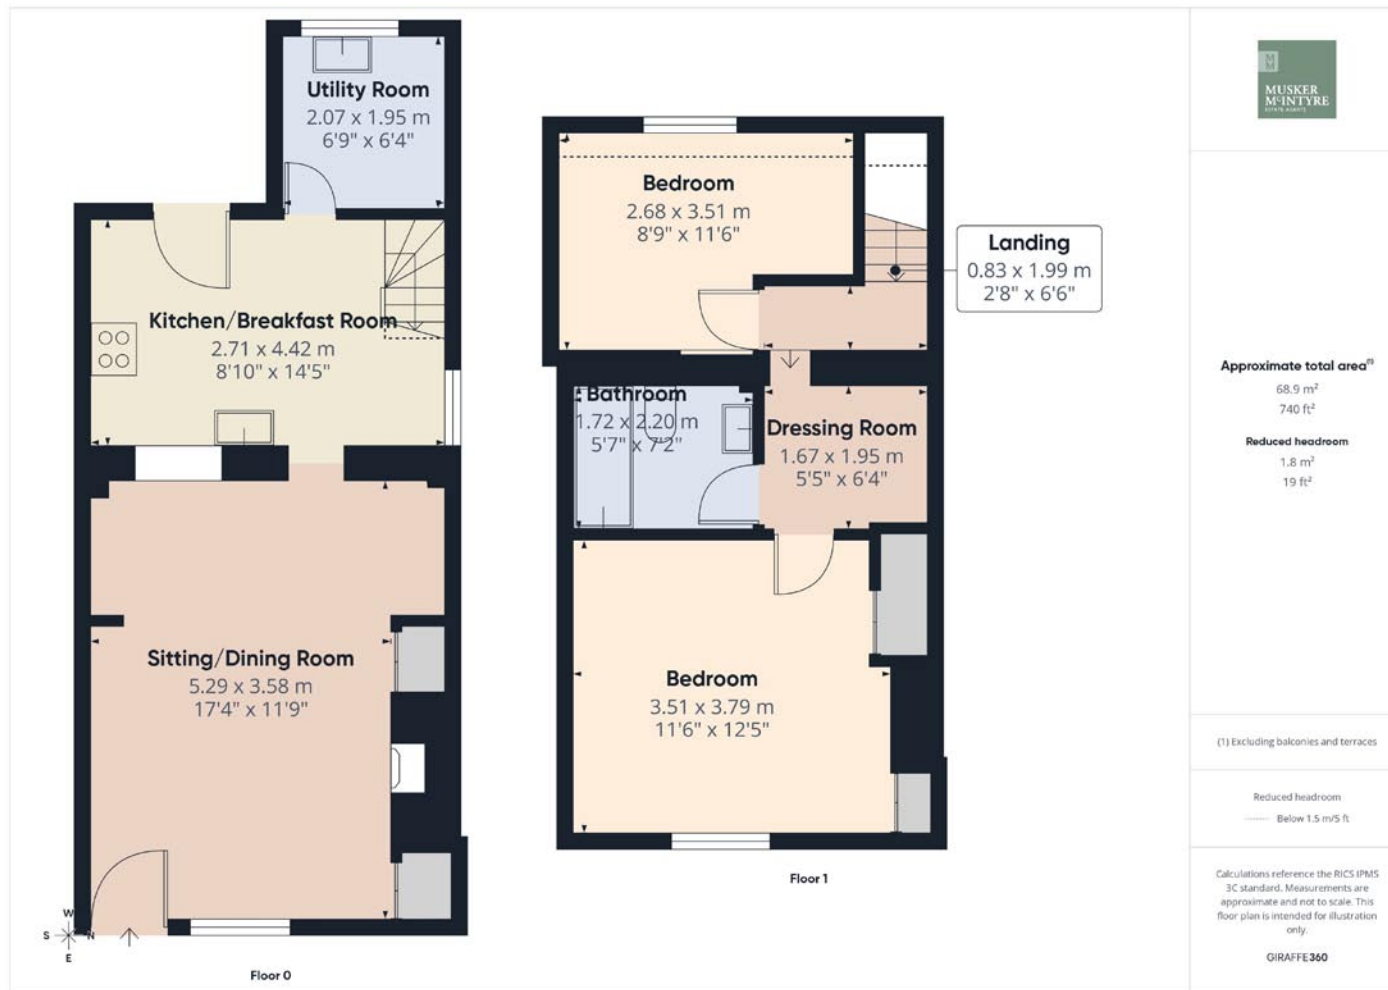 Utility Room
2.07 x 1.95 m
6'9" x 6'4"
Kitchen/Breakfast Room
2.71 x 4.42 m
8'10" x 14'5"
Sitting/Dining Room
5.29 x 3.58 m
17'4" x 11'9"
W
S N
E
Floor 0
Bedroom
2.68 x 3.51 m
8'9" x 11'6"
Landing
0.83 x 1.99 m
2'8" x 6'6"
Bathroom
1.72 x 2.20 m
5'7" x 7'2"
Dressing Room
1.67 x 1.95 m
5'5" x 6'4"
Bedroom
3.51 x 3.79 m
11'6" x 12'5"
Floor 1
M
M
MUSKER
McINTYRE
ESTATE AGENTS
Approximate total area(1)
68.9 m²
740 ft²
Reduced headroom
1.8 m²
19 ft²
(1) Excluding balconies and terraces
Reduced headroom
Below 1.5 m/5 ft
Calculations reference the RICS IPMS
3C standard. Measurements are
approximate and not to scale. This
floor plan is intended for illustration
only.
GIRAFFE360